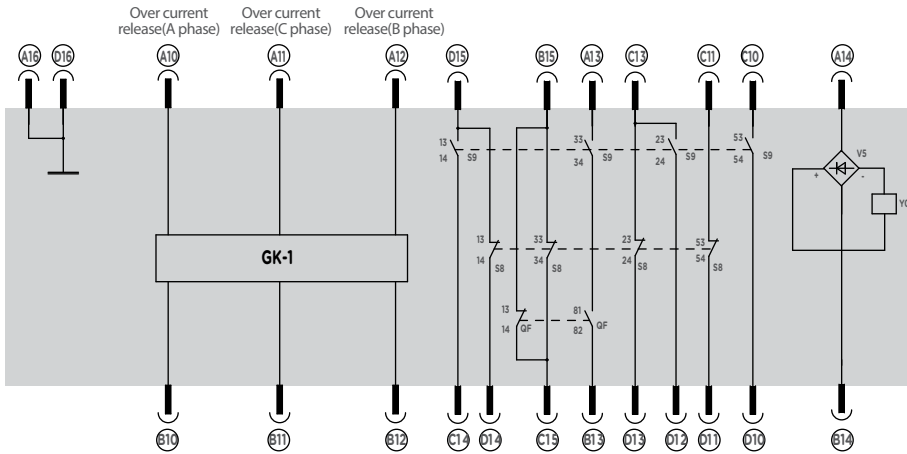 Over current
release(A phase)
Over current
release(C phase)
Over current
release(B phase)
A16 D16 A10 A11 A12 D15 B15 A13 C13 C11 C10 A14
13
14 S9
33
34 S9
23
24 S9
53
54 S9
VS
+ -
GK-1
13
14 S8
33
34 S8
23
24 S8
53
54 S8
13
14 QF
81
82 QF
B10 B11 B12 C14 D14 C15 B13 D13 D12 D11 D10 B14